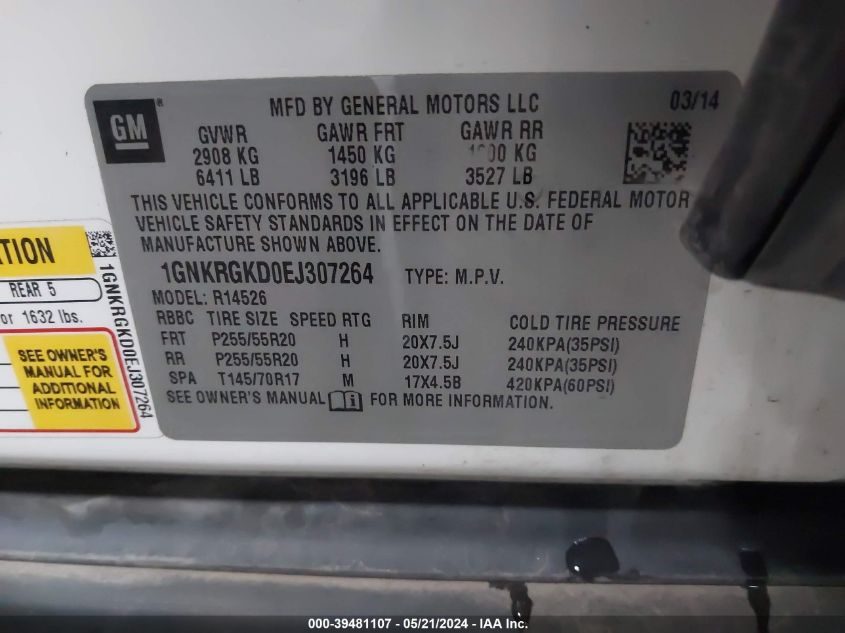 MFD BY GENERAL MOTORS LLC 03/14
GM ®
GVWR GAWR FRT GAWR RR
2908 KG 1450 KG KG
6411 LB 3196 LB 3527 LB
THIS VEHICLE CONFORMS TO ALL APPLICABLE U.S. FEDERAL MOTOR
VEHICLE SAFETY STANDARDS IN EFFECT ON THE DATE OF
MANUFACTURE SHOWN ABOVE.
1GNKRGKD0EJ307264 TYPE: M.P.V.
MODEL: R14526
RBBC TIRE SIZE SPEED RTG RIM COLD TIRE PRESSURE
FRT P255/55R20 H 20X7.5J 240KPA(35PSI)
RR P255/55R20 H 20X7.5J 240KPA(35PSI)
SPA T145/70R17 M 17X4.5B 420KPA(60PSI)
SEE OWNER'S MANUAL i FOR MORE INFORMATION.
REAR 5
or 1632 lbs.
SEE OWNER'S
MANUAL FOR
ADDITIONAL
INFORMATION
1GNKRGKD0EJ307264
000-39481107 - 05/21/2024 - IAA, Inc.